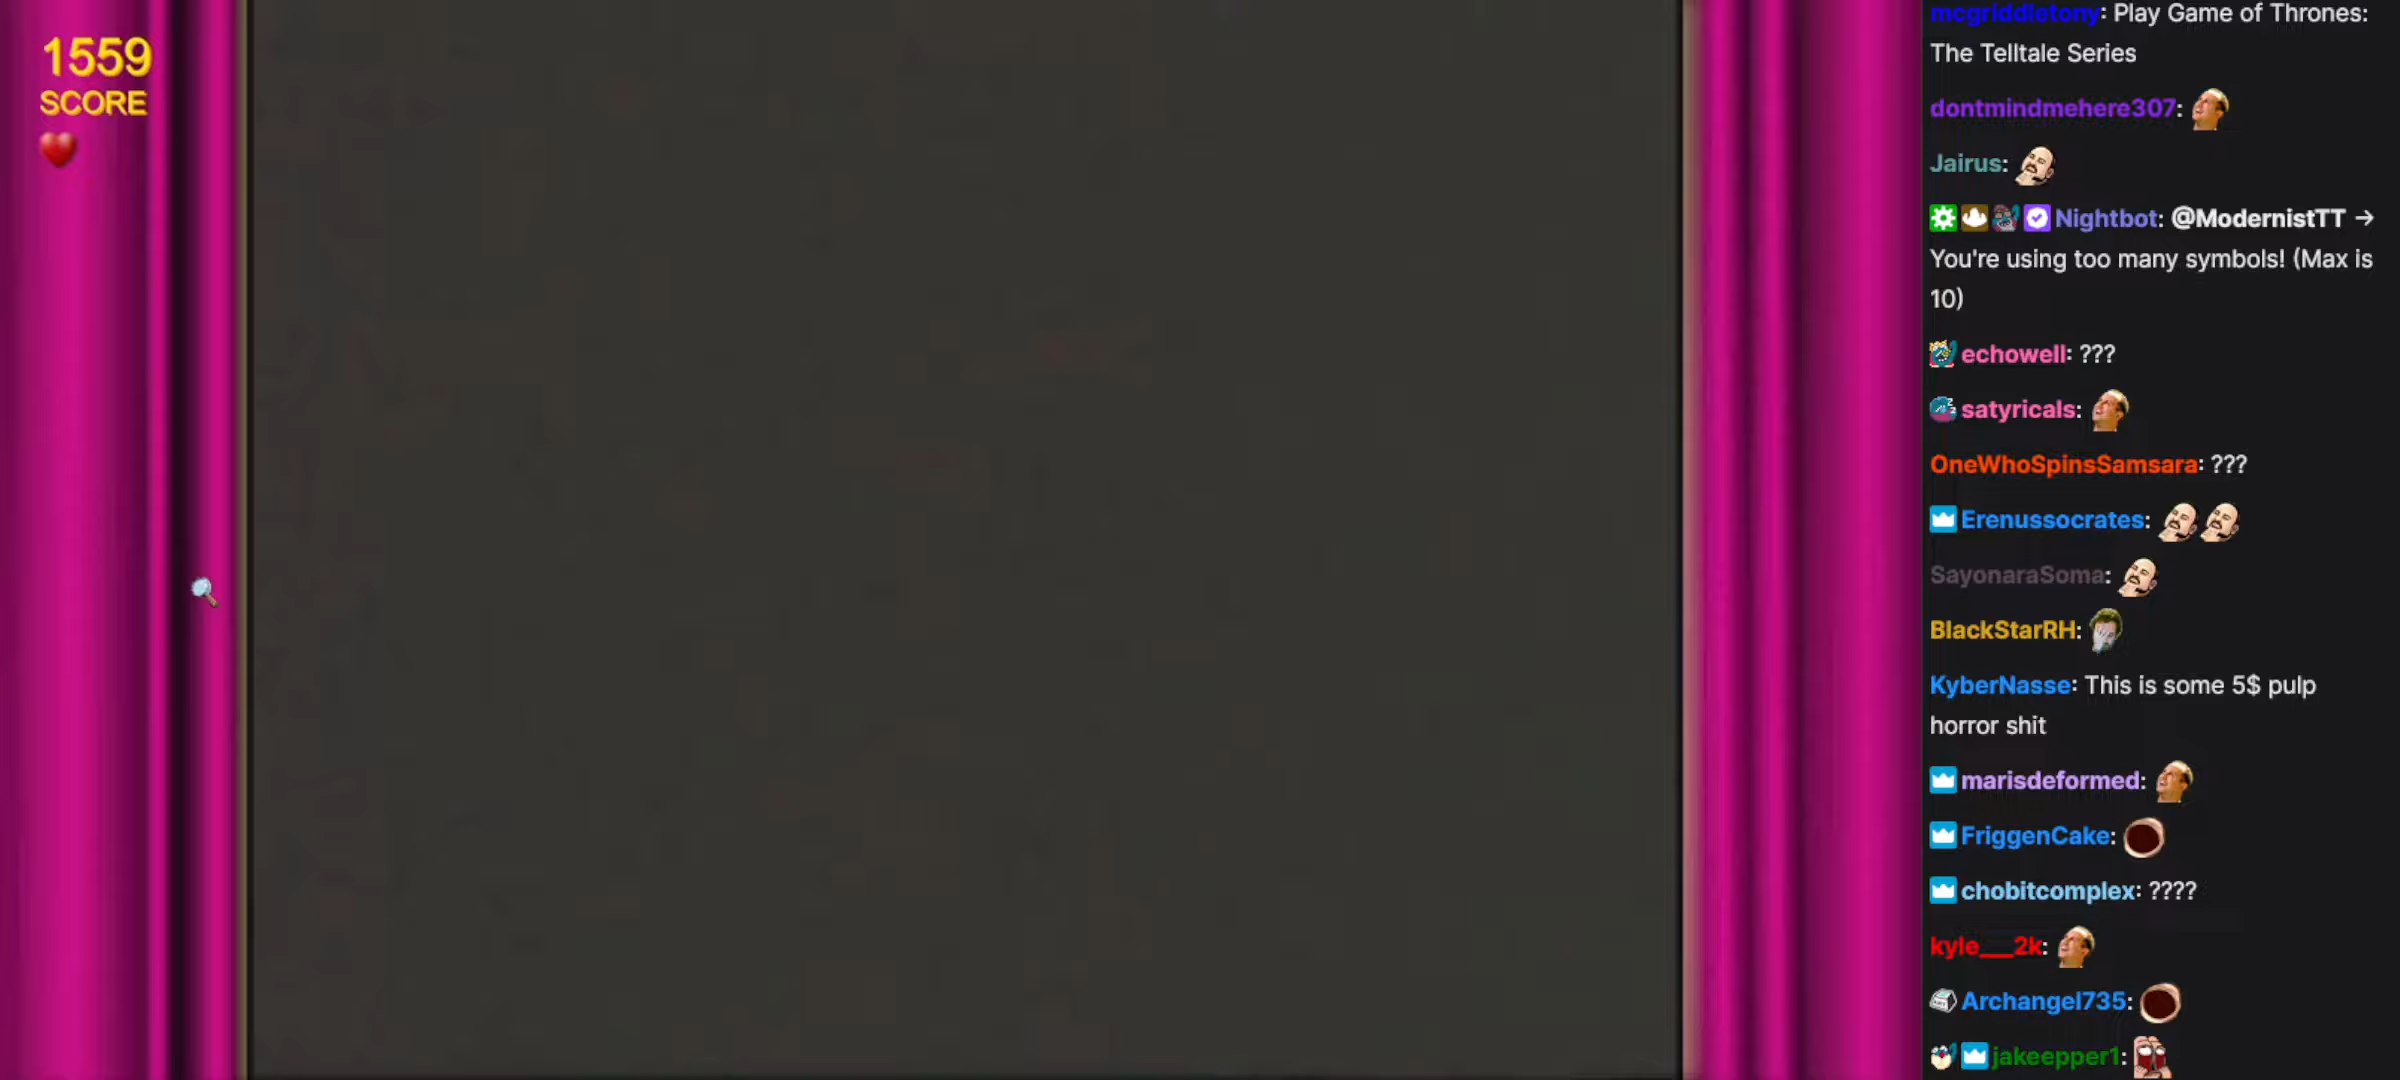 1559
SCORE
mcgriddletony: Play Game of Thrones:
The Telltale Series
dontmindmehere307:
Jairus:
Nightbot: @ModernistTT →
You're using too many symbols! (Max is
10)
echowell: ???
satyricals:
OneWhoSpinsSamsara: ???
Erenussocrates:
SayonaraSoma:
BlackStarRH:
KyberNasse: This is some 5$ pulp
horror shit
marisdeformed:
FriggenCake:
chobitcomplex: ????
kyle___2k:
Archangel735:
jakeepper1: